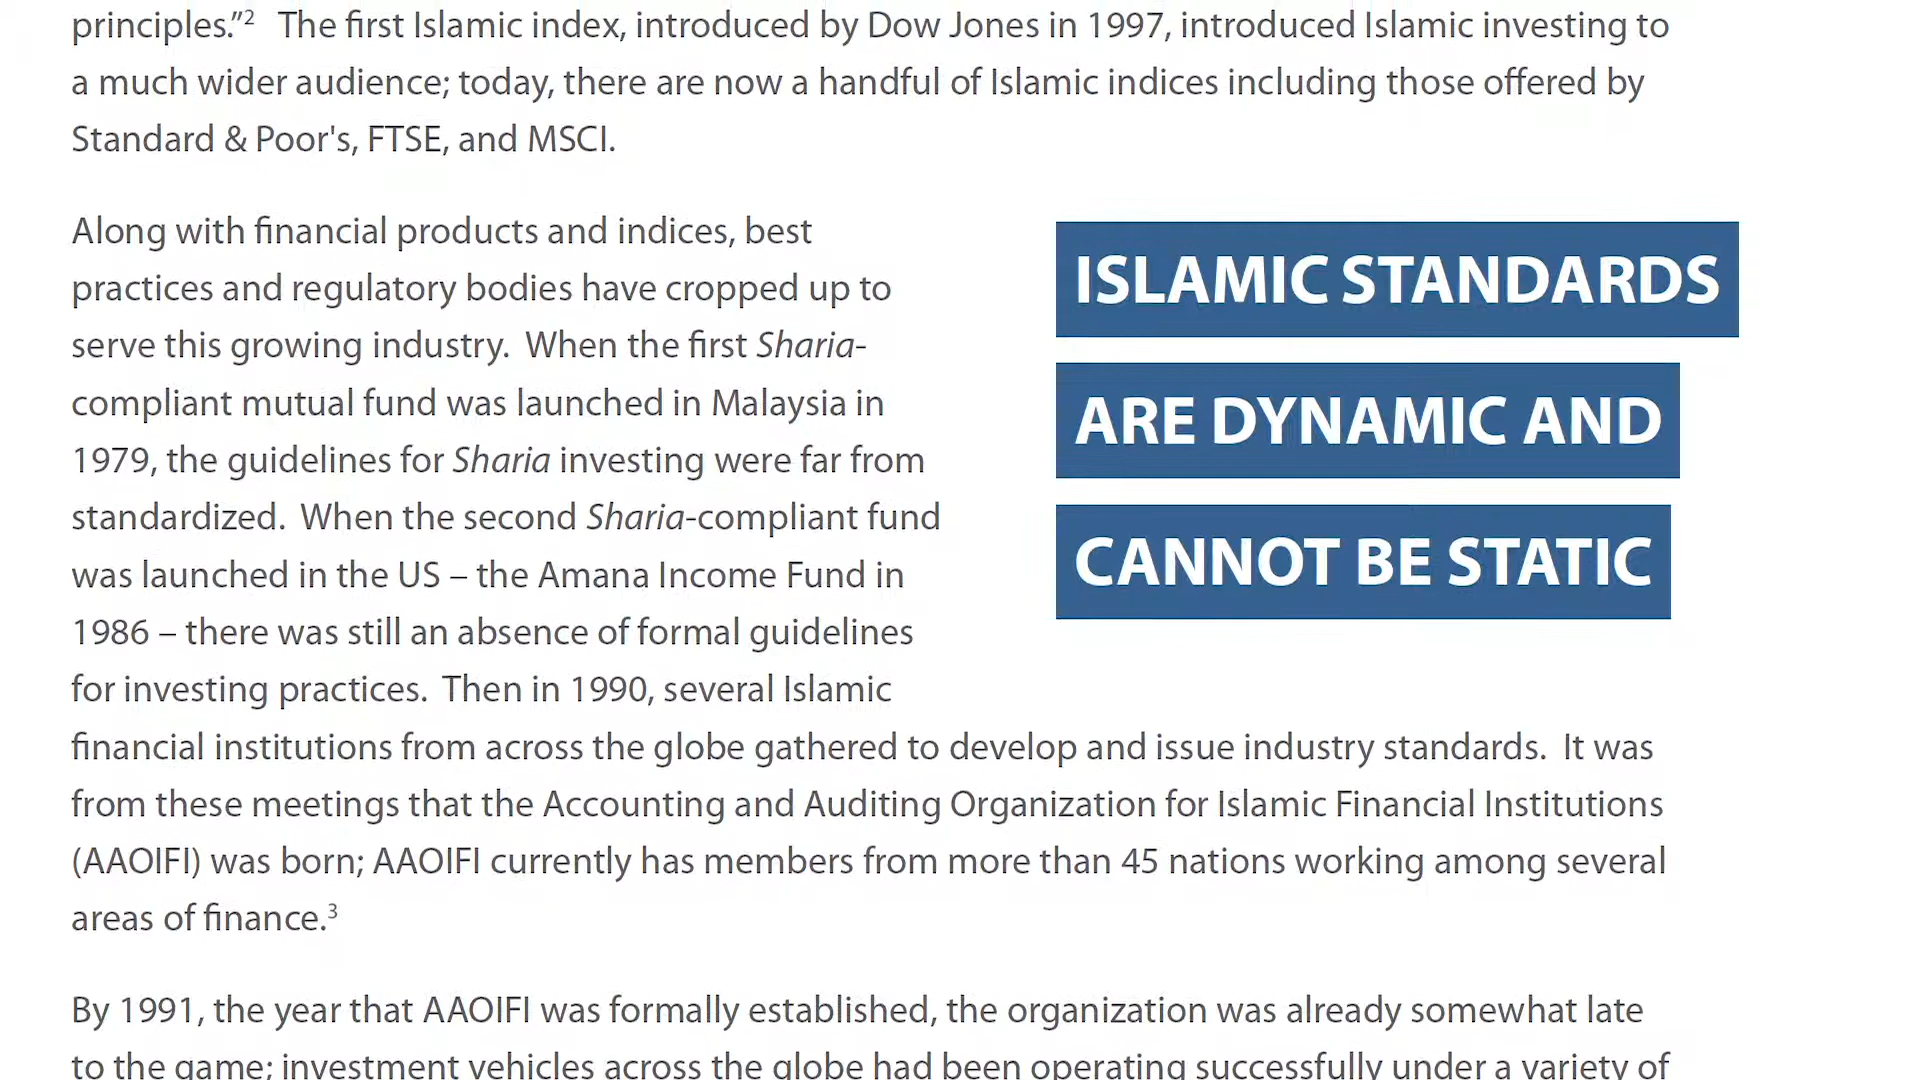 principles.”2 The first Islamic index, introduced by Dow Jones in 1997, introduced Islamic investing to
a much wider audience; today, there are now a handful of Islamic indices including those offered by
Standard & Poor's, FTSE, and MSCI.
Along with financial products and indices, best
practices and regulatory bodies have cropped up to
serve this growing industry. When the first Sharia-
compliant mutual fund was launched in Malaysia in
1979, the guidelines for Sharia investing were far from
standardized. When the second Sharia-compliant fund
was launched in the US – the Amana Income Fund in
1986 – there was still an absence of formal guidelines
for investing practices. Then in 1990, several Islamic
financial institutions from across the globe gathered to develop and issue industry standards. It was
from these meetings that the Accounting and Auditing Organization for Islamic Financial Institutions
(AAOIFI) was born; AAOIFI currently has members from more than 45 nations working among several
areas of finance.3
ISLAMIC STANDARDS
ARE DYNAMIC AND
CANNOT BE STATIC
By 1991, the year that AAOIFI was formally established, the organization was already somewhat late
to the game; investment vehicles across the globe had been operating successfully under a variety of